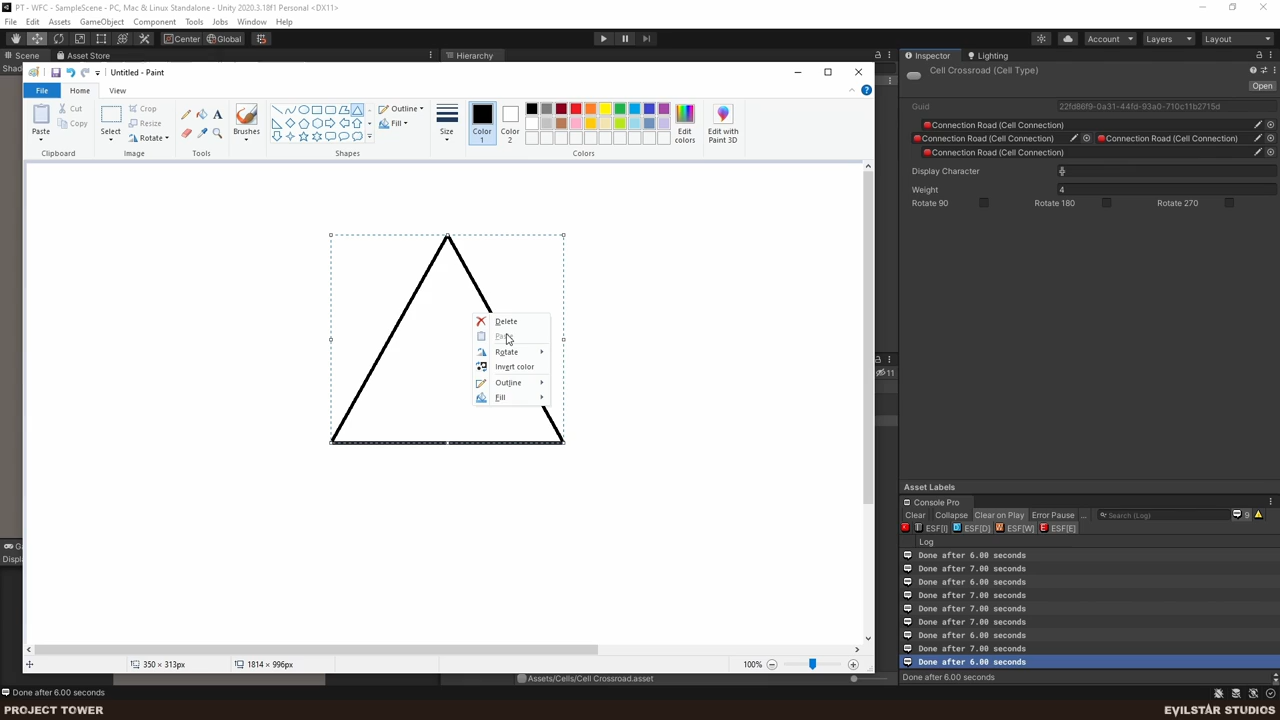 PT - WFC - SampleScene - PC, Mac & Linux Standalone - Unity 2020.3.18f1 Personal <DX11>
File Edit Assets GameObject Component Tools Jobs Window Help
Center Global Account Layers Layout
Scene Asset Store Hierarchy Inspector Lighting
Untitled - Paint
Cell Crossroad (Cell Type)
Open
File Home View
Guid 22fd86f9-0a31-44fb-93a0-710c11b2715d
Paste Cut Copy Select Crop Resize Rotate Brushes Outline Fill Size Color 1 Color 2 Edit colors Edit with Paint 3D
Clipboard Image Tools Shapes Colors
Connection Road (Cell Connection)
Connection Road (Cell Connection) Connection Road (Cell Connection)
Connection Road (Cell Connection)
Display Character ╬
Weight 4
Rotate 90 Rotate 180 Rotate 270
Delete
Rotate
Invert color
Outline
Fill
11
Asset Labels
Console Pro
Clear Collapse Clear on Play Error Pause ... Search (Log) 9
ESF[I] ESF[D] ESF[W] ESF[E]
Log
Done after 6.00 seconds
Done after 7.00 seconds
Done after 6.00 seconds
Done after 7.00 seconds
Done after 7.00 seconds
Done after 7.00 seconds
Done after 6.00 seconds
Done after 7.00 seconds
Done after 6.00 seconds
Done after 6.00 seconds
350 × 313px 1814 × 996px 100%
Assets/Cells/Cell Crossroad.asset
Done after 6.00 seconds
PROJECT TOWER
EVILSTAR STUDIOS